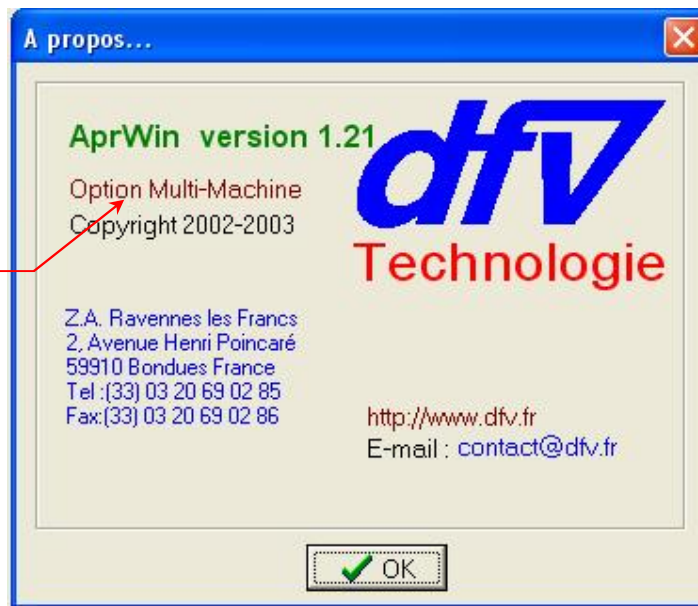 A propos...
AprWin version 1.21
Option Multi-Machine
Copyright 2002-2003
dfv
Technologie
Z.A. Ravennes les Francs
2, Avenue Henri Poincaré
59910 Bondues France
Tel :(33) 03 20 69 02 85
Fax:(33) 03 20 69 02 86
http://www.dfv.fr
E-mail : contact@dfv.fr
OK